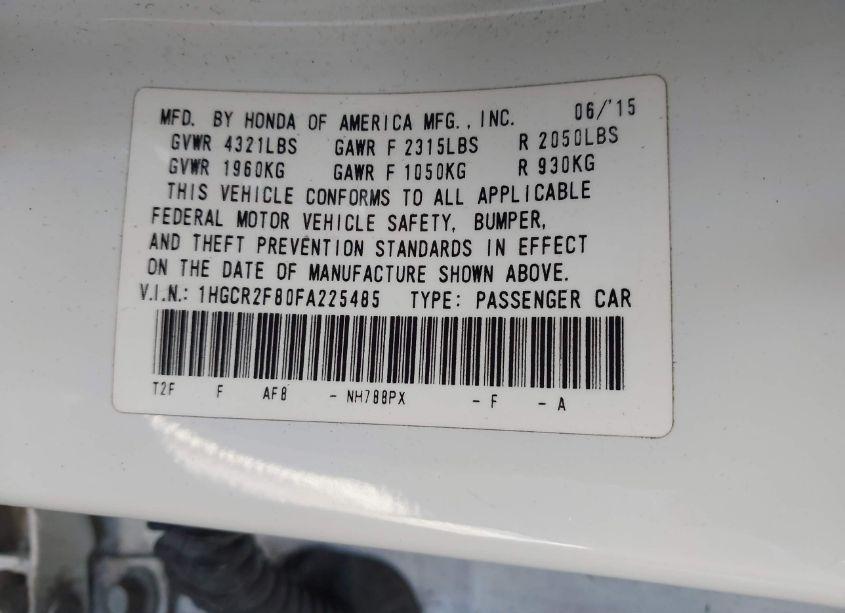 MFD. BY HONDA OF AMERICA MFG., INC. 06/'15
GVWR 4321LBS GAWR F 2315LBS R 2050LBS
GVWR 1960KG GAWR F 1050KG R 930KG
THIS VEHICLE CONFORMS TO ALL APPLICABLE
FEDERAL MOTOR VEHICLE SAFETY, BUMPER,
AND THEFT PREVENTION STANDARDS IN EFFECT
ON THE DATE OF MANUFACTURE SHOWN ABOVE.
V.I.N.: 1HGCR2F80FA225485 TYPE: PASSENGER CAR
T2F F AF8 - NH788PX - F - A